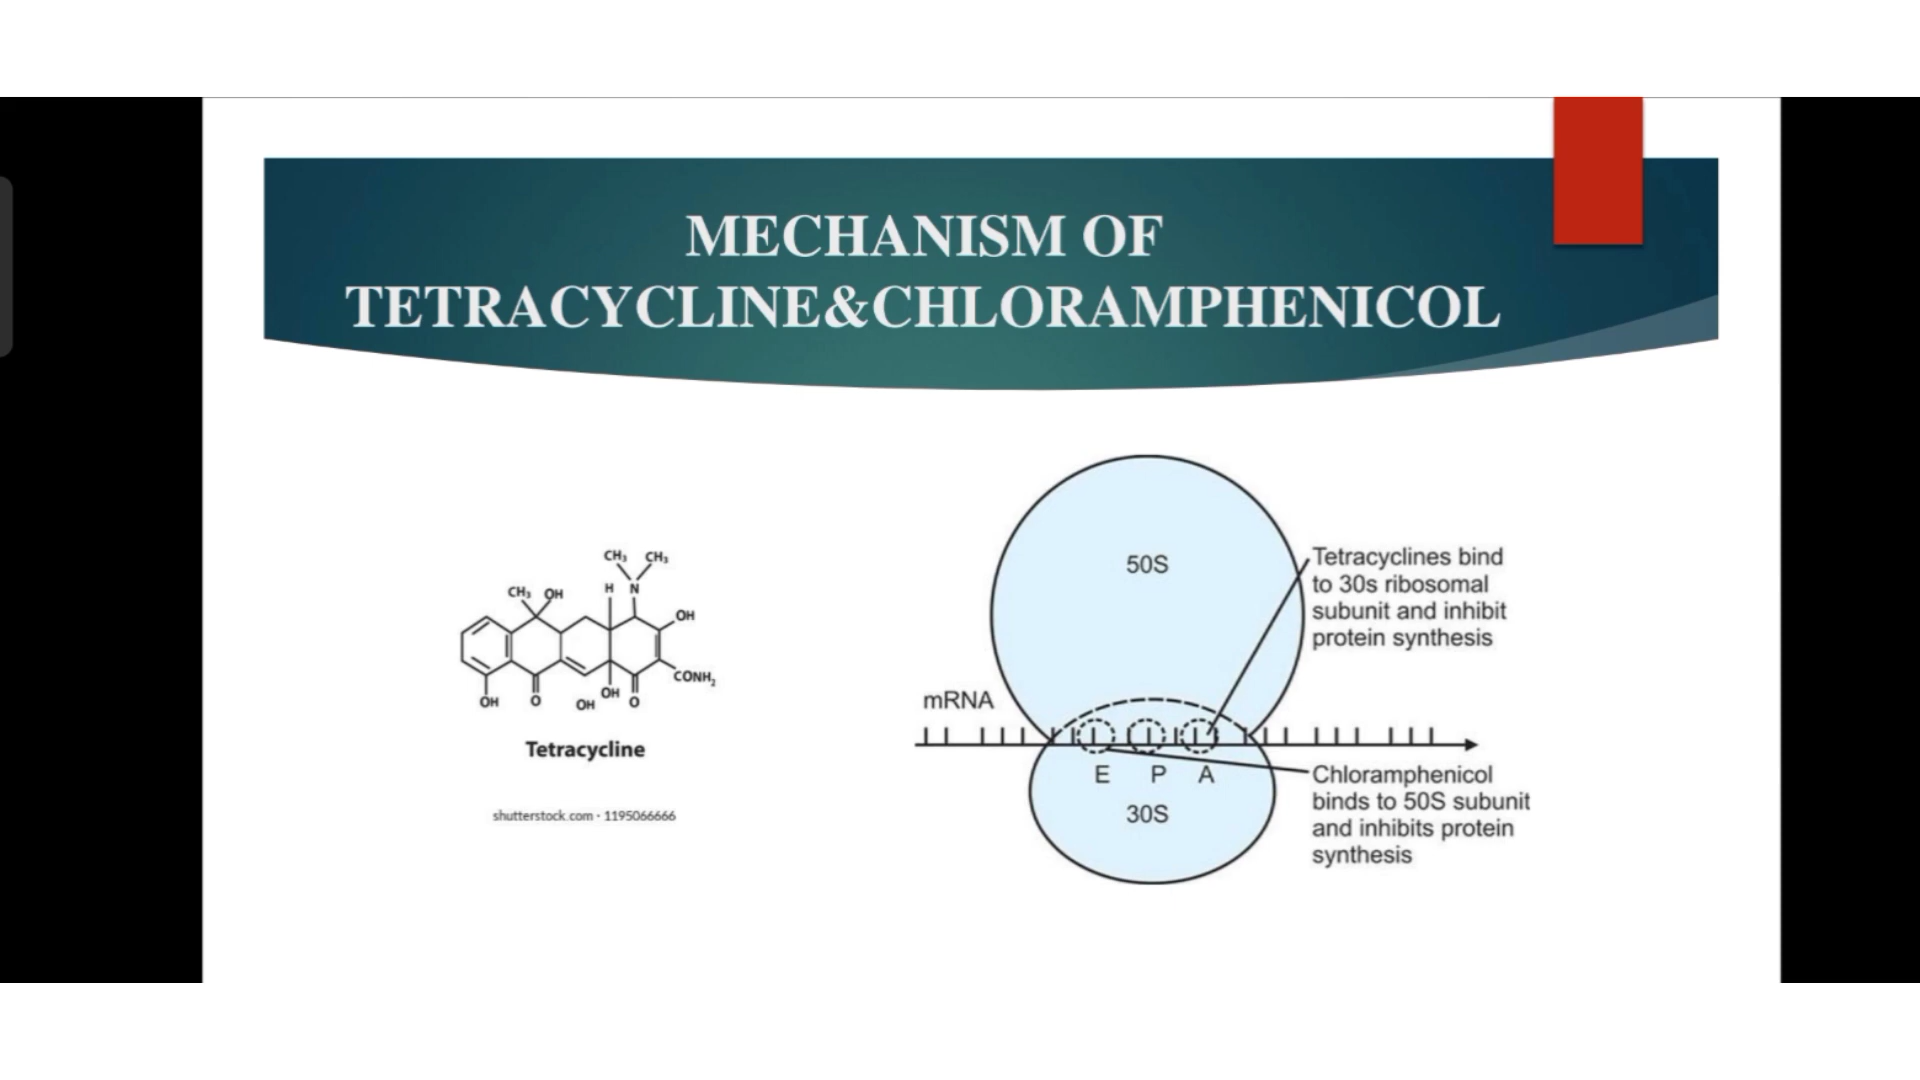 MECHANISM OF
TETRACYCLINE&CHLORAMPHENICOL
CH₃ CH₃
CH₃ OH H N
OH
CONH₂
OH O OH OH O
Tetracycline
shutterstock.com · 1195066666
50S
Tetracyclines bind
to 30s ribosomal
subunit and inhibit
protein synthesis
mRNA
E P A
30S
Chloramphenicol
binds to 50S subunit
and inhibits protein
synthesis